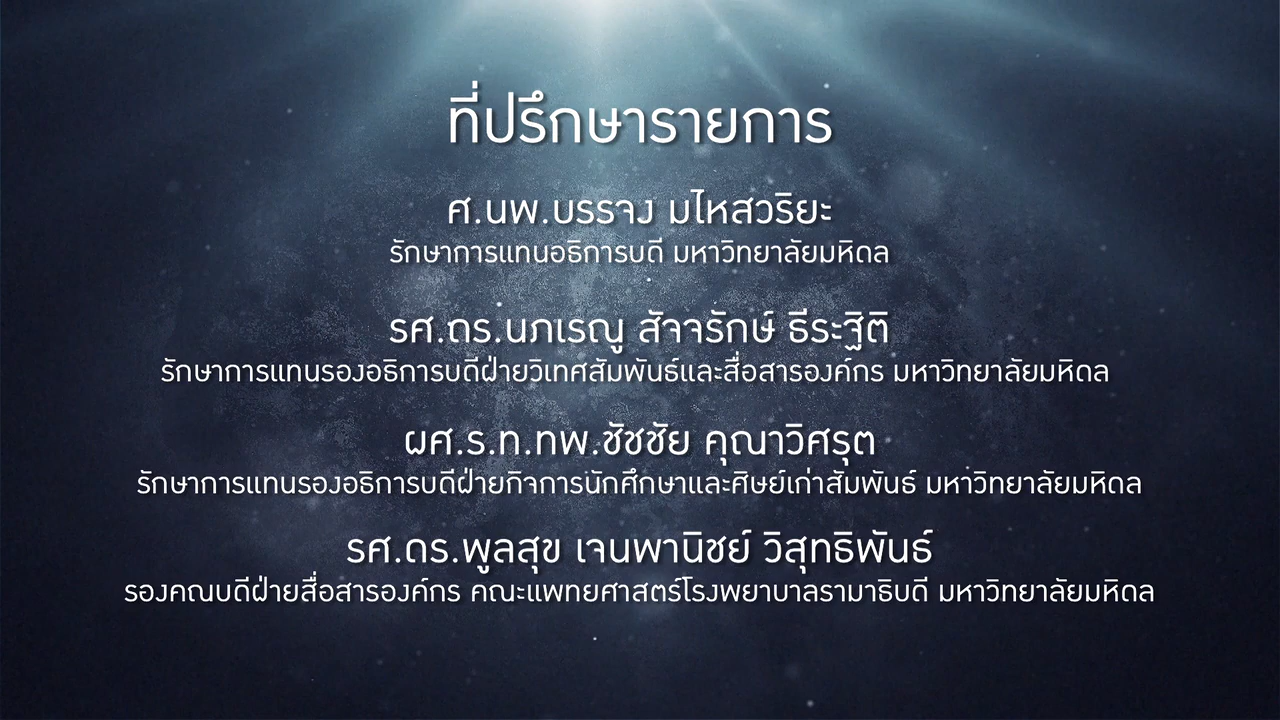 ที่ปรึกษารายการ
ศ.นพ.บรรจง มไหสวริยะ
รักษาการแทนอธิการบดี มหาวิทยาลัยมหิดล
รศ.ดร.นภเรณู สัจจรักษ์ ธีระฐิติ
รักษาการแทนรองอธิการบดีฝ่ายวิเทศสัมพันธ์และสื่อสารองค์กร มหาวิทยาลัยมหิดล
ผศ.ร.ท.ทพ.ชัชชัย คุณาวิศรุต
รักษาการแทนรองอธิการบดีฝ่ายกิจการนักศึกษาและศิษย์เก่าสัมพันธ์ มหาวิทยาลัยมหิดล
รศ.ดร.พูลสุข เจนพานิชย์ วิสุทธิพันธ์
รองคณบดีฝ่ายสื่อสารองค์กร คณะแพทยศาสตร์โรงพยาบาลรามาธิบดี มหาวิทยาลัยมหิดล